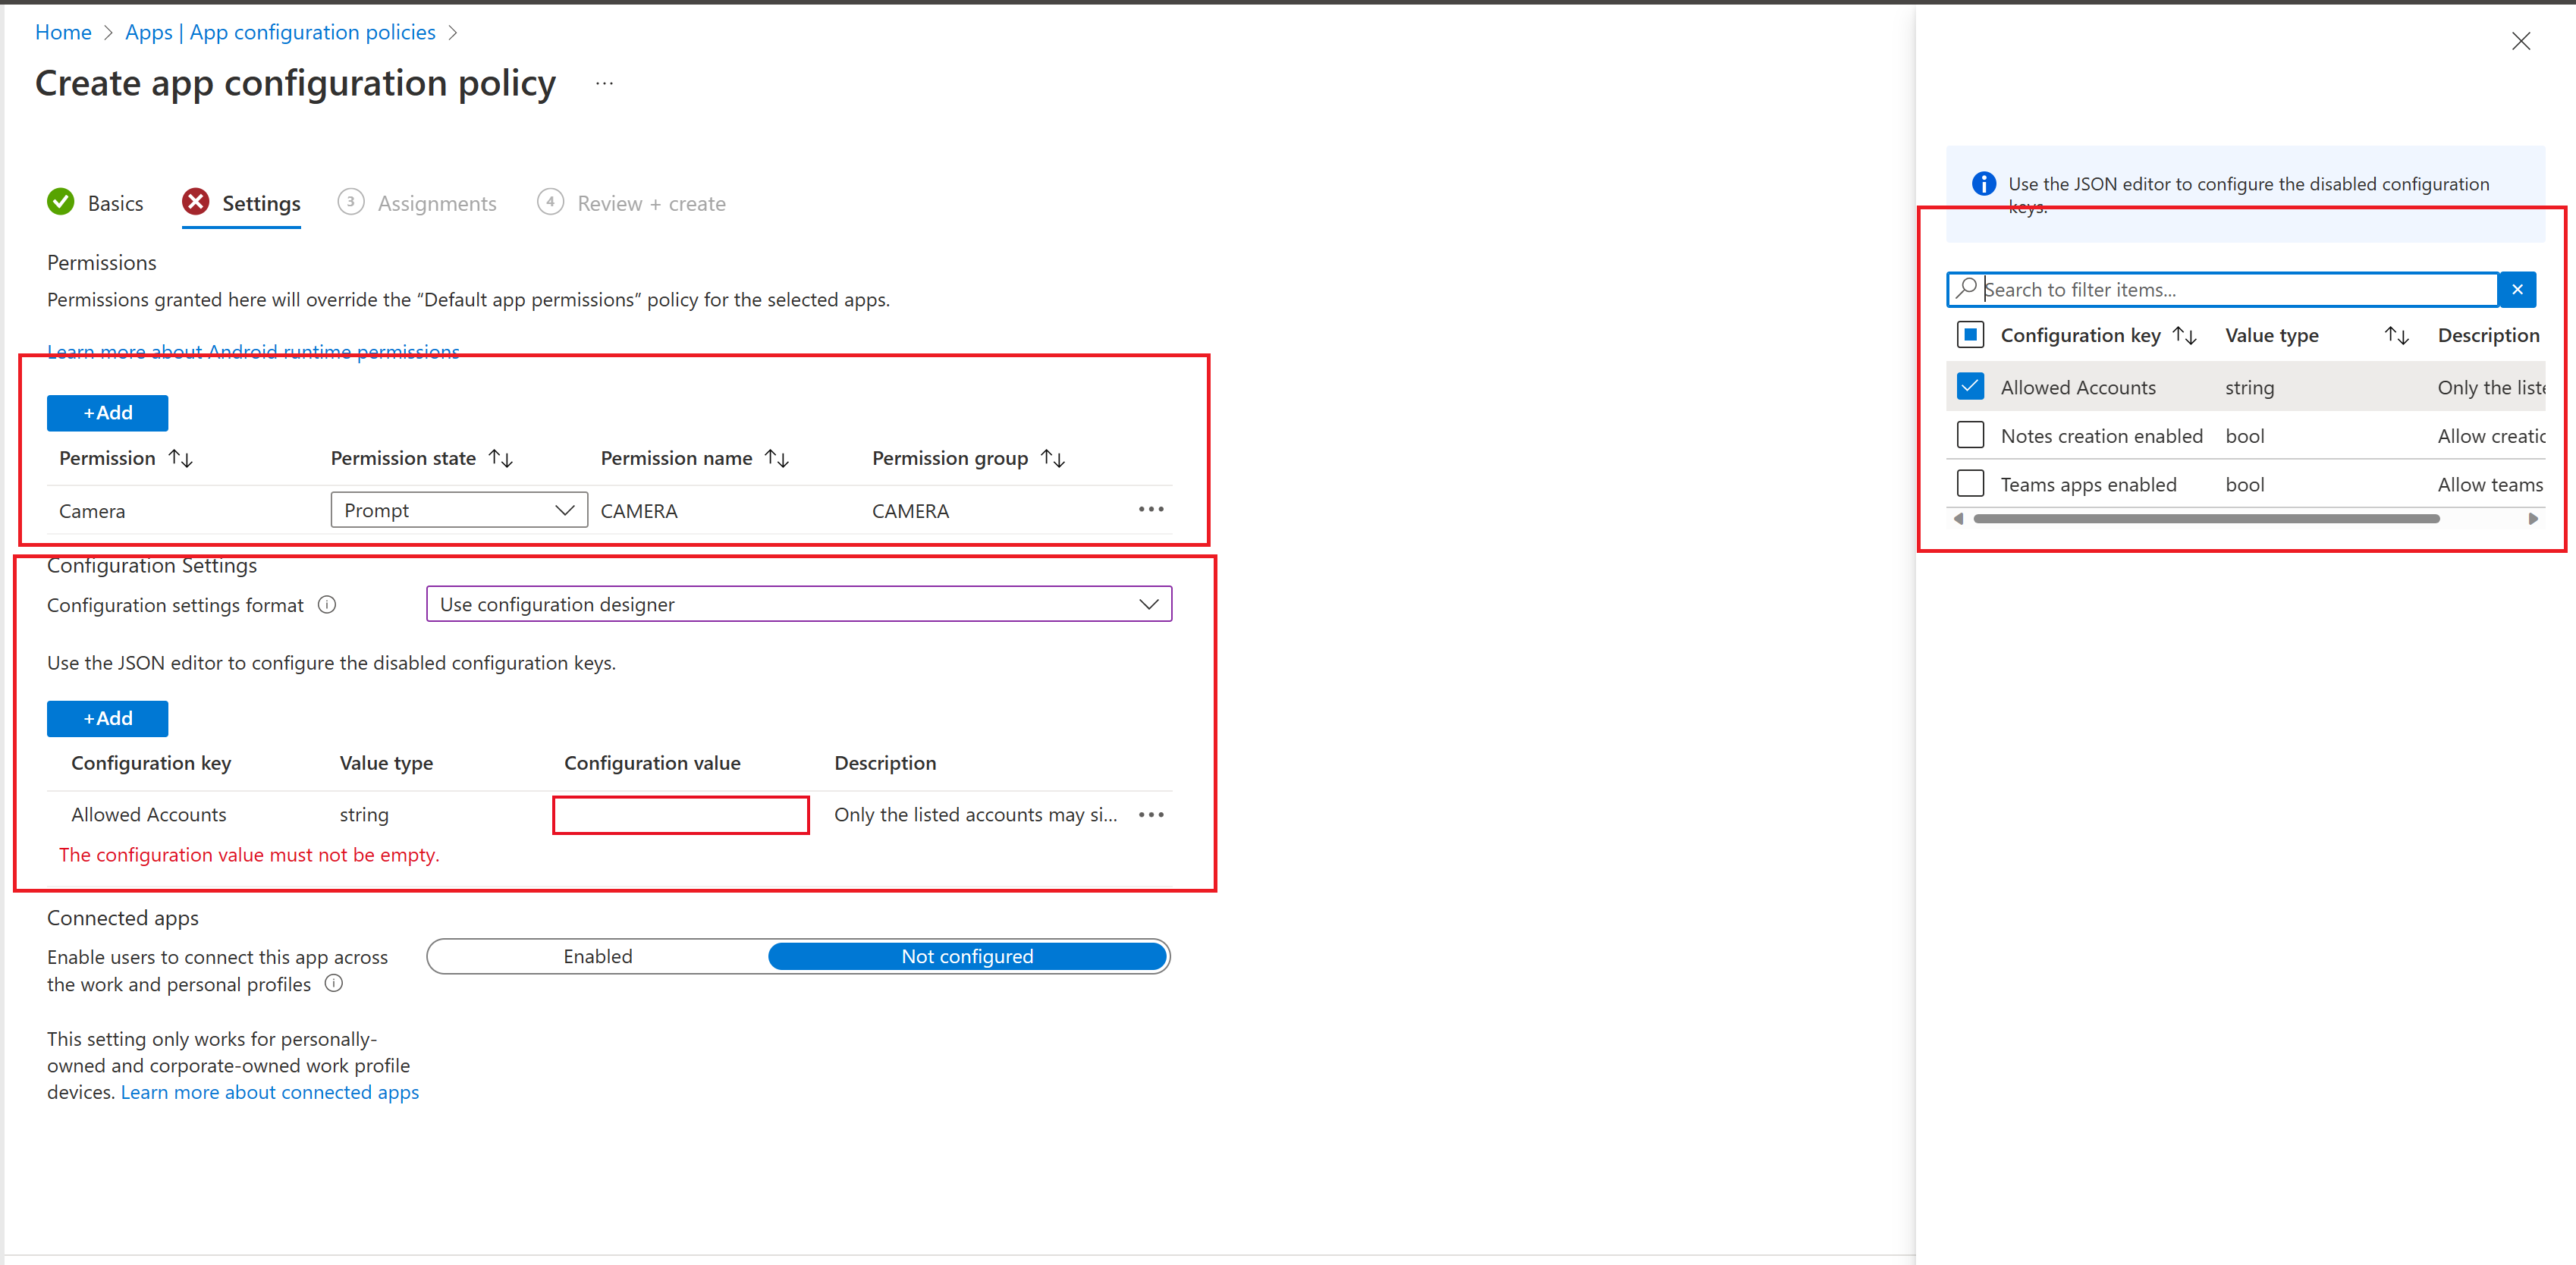 Home > Apps | App configuration policies >
Create app configuration policy ...
Basics
Settings
3 Assignments
4 Review + create
Permissions
Permissions granted here will override the “Default app permissions” policy for the selected apps.
Learn more about Android runtime permissions
+Add
Permission Permission state Permission name Permission group
Camera Prompt CAMERA CAMERA
Configuration Settings
Configuration settings format Use configuration designer
Use the JSON editor to configure the disabled configuration keys.
+Add
Configuration key Value type Configuration value Description
Allowed Accounts string Only the listed accounts may si...
The configuration value must not be empty.
Connected apps
Enable users to connect this app across
the work and personal profiles
Enabled Not configured
This setting only works for personally-
owned and corporate-owned work profile
devices. Learn more about connected apps
Use the JSON editor to configure the disabled configuration
keys.
Search to filter items...
Configuration key Value type Description
Allowed Accounts string Only the liste
Notes creation enabled bool Allow creatio
Teams apps enabled bool Allow teams